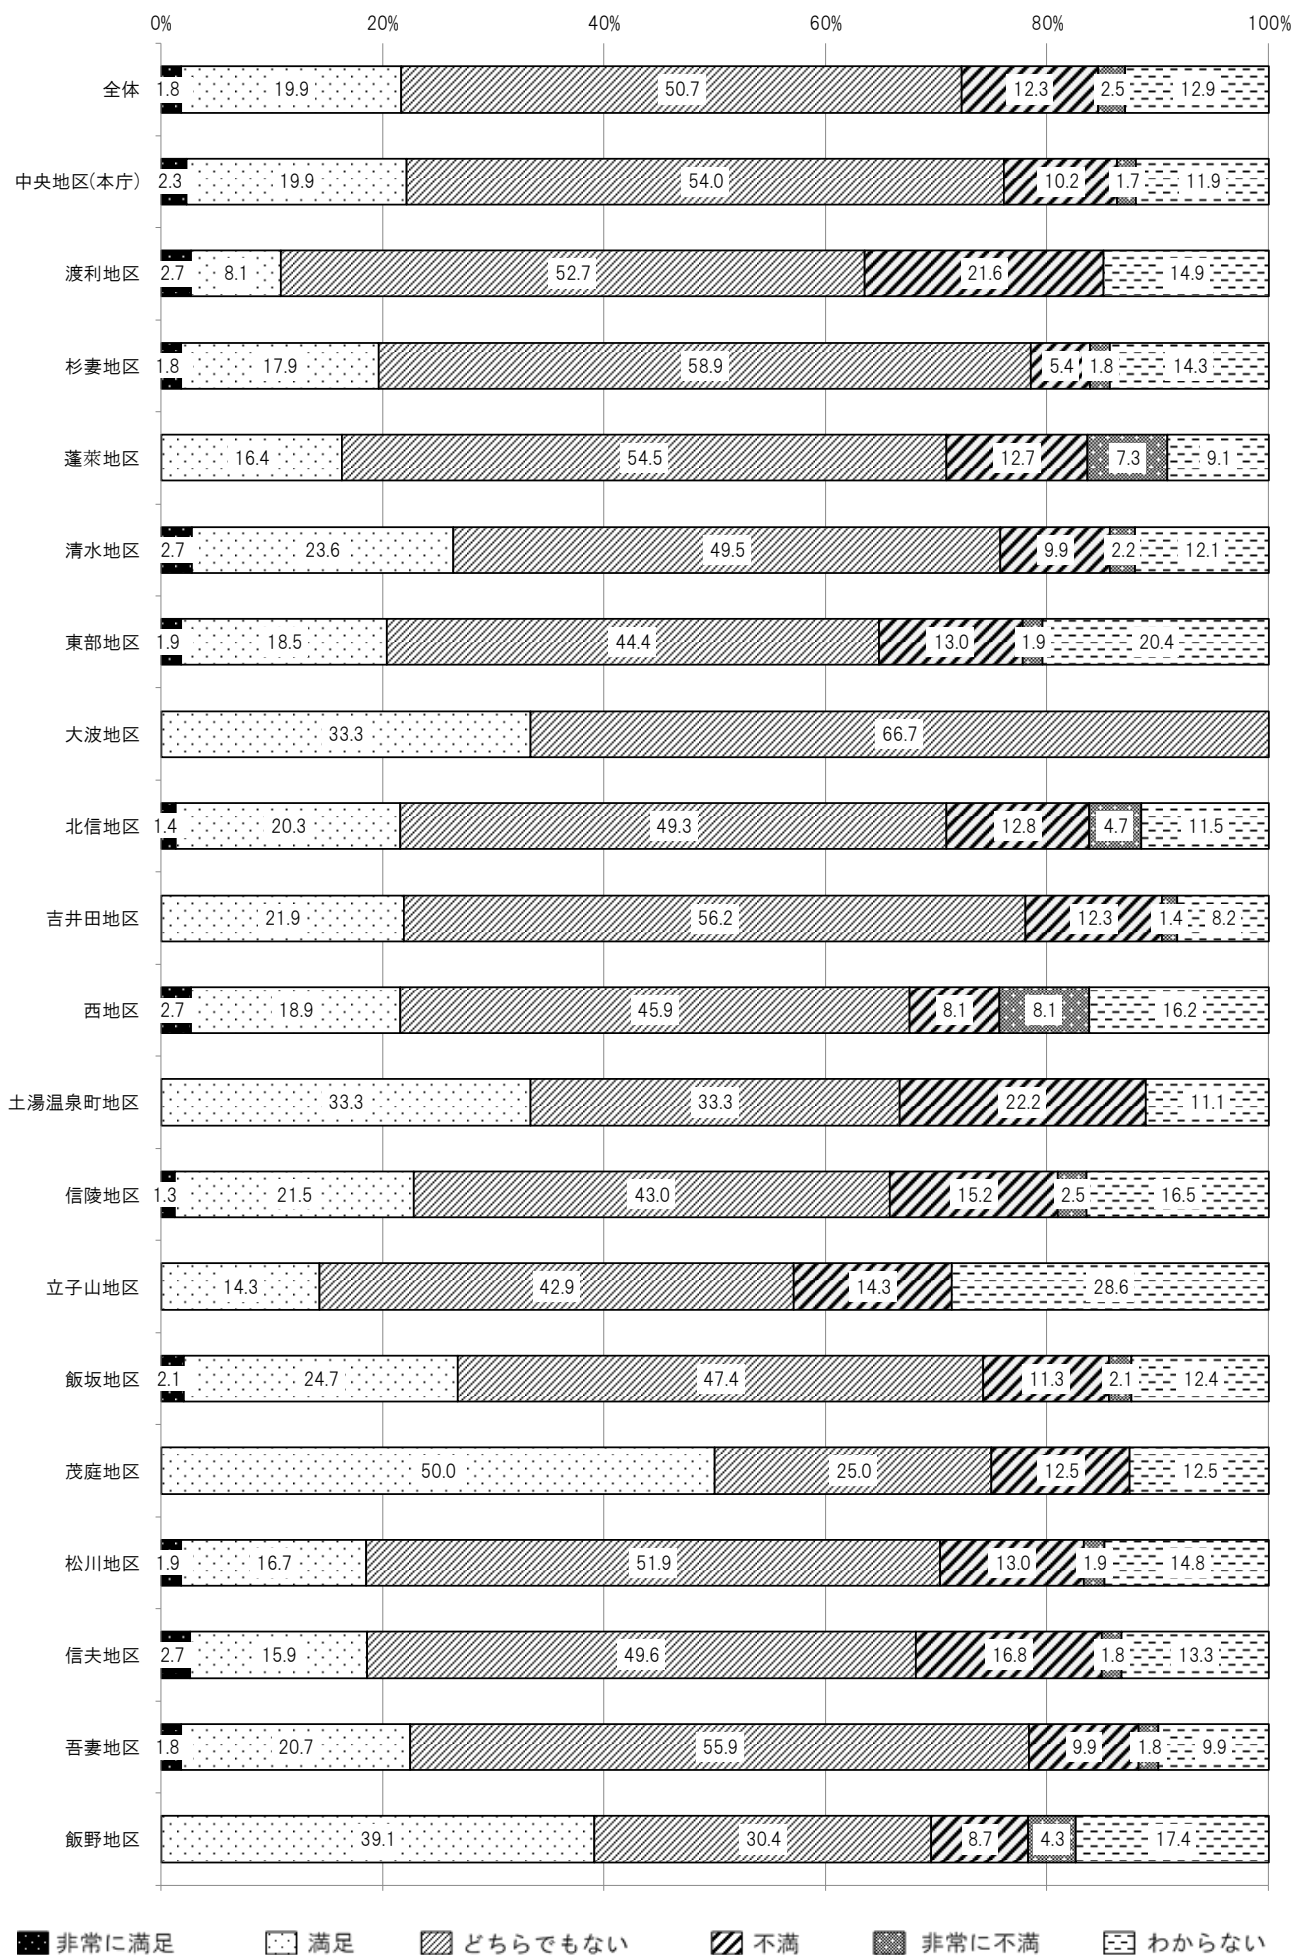 0% 20% 40% 60% 80% 100%
全体 1.8 19.9 50.7 12.3 2.5 12.9
中央地区(本庁) 2.3 19.9 54.0 10.2 1.7 11.9
渡利地区 2.7 8.1 52.7 21.6 14.9
杉妻地区 1.8 17.9 58.9 5.4 1.8 14.3
蓬萊地区 16.4 54.5 12.7 7.3 9.1
清水地区 2.7 23.6 49.5 9.9 2.2 12.1
東部地区 1.9 18.5 44.4 13.0 1.9 20.4
大波地区 33.3 66.7
北信地区 1.4 20.3 49.3 12.8 4.7 11.5
吉井田地区 21.9 56.2 12.3 1.4 8.2
西地区 2.7 18.9 45.9 8.1 8.1 16.2
土湯温泉町地区 33.3 33.3 22.2 11.1
信陵地区 1.3 21.5 43.0 15.2 2.5 16.5
立子山地区 14.3 42.9 14.3 28.6
飯坂地区 2.1 24.7 47.4 11.3 2.1 12.4
茂庭地区 50.0 25.0 12.5 12.5
松川地区 1.9 16.7 51.9 13.0 1.9 14.8
信夫地区 2.7 15.9 49.6 16.8 1.8 13.3
吾妻地区 1.8 20.7 55.9 9.9 1.8 9.9
飯野地区 39.1 30.4 8.7 4.3 17.4
非常に満足 満足 どちらでもない 不満 非常に不満 わからない